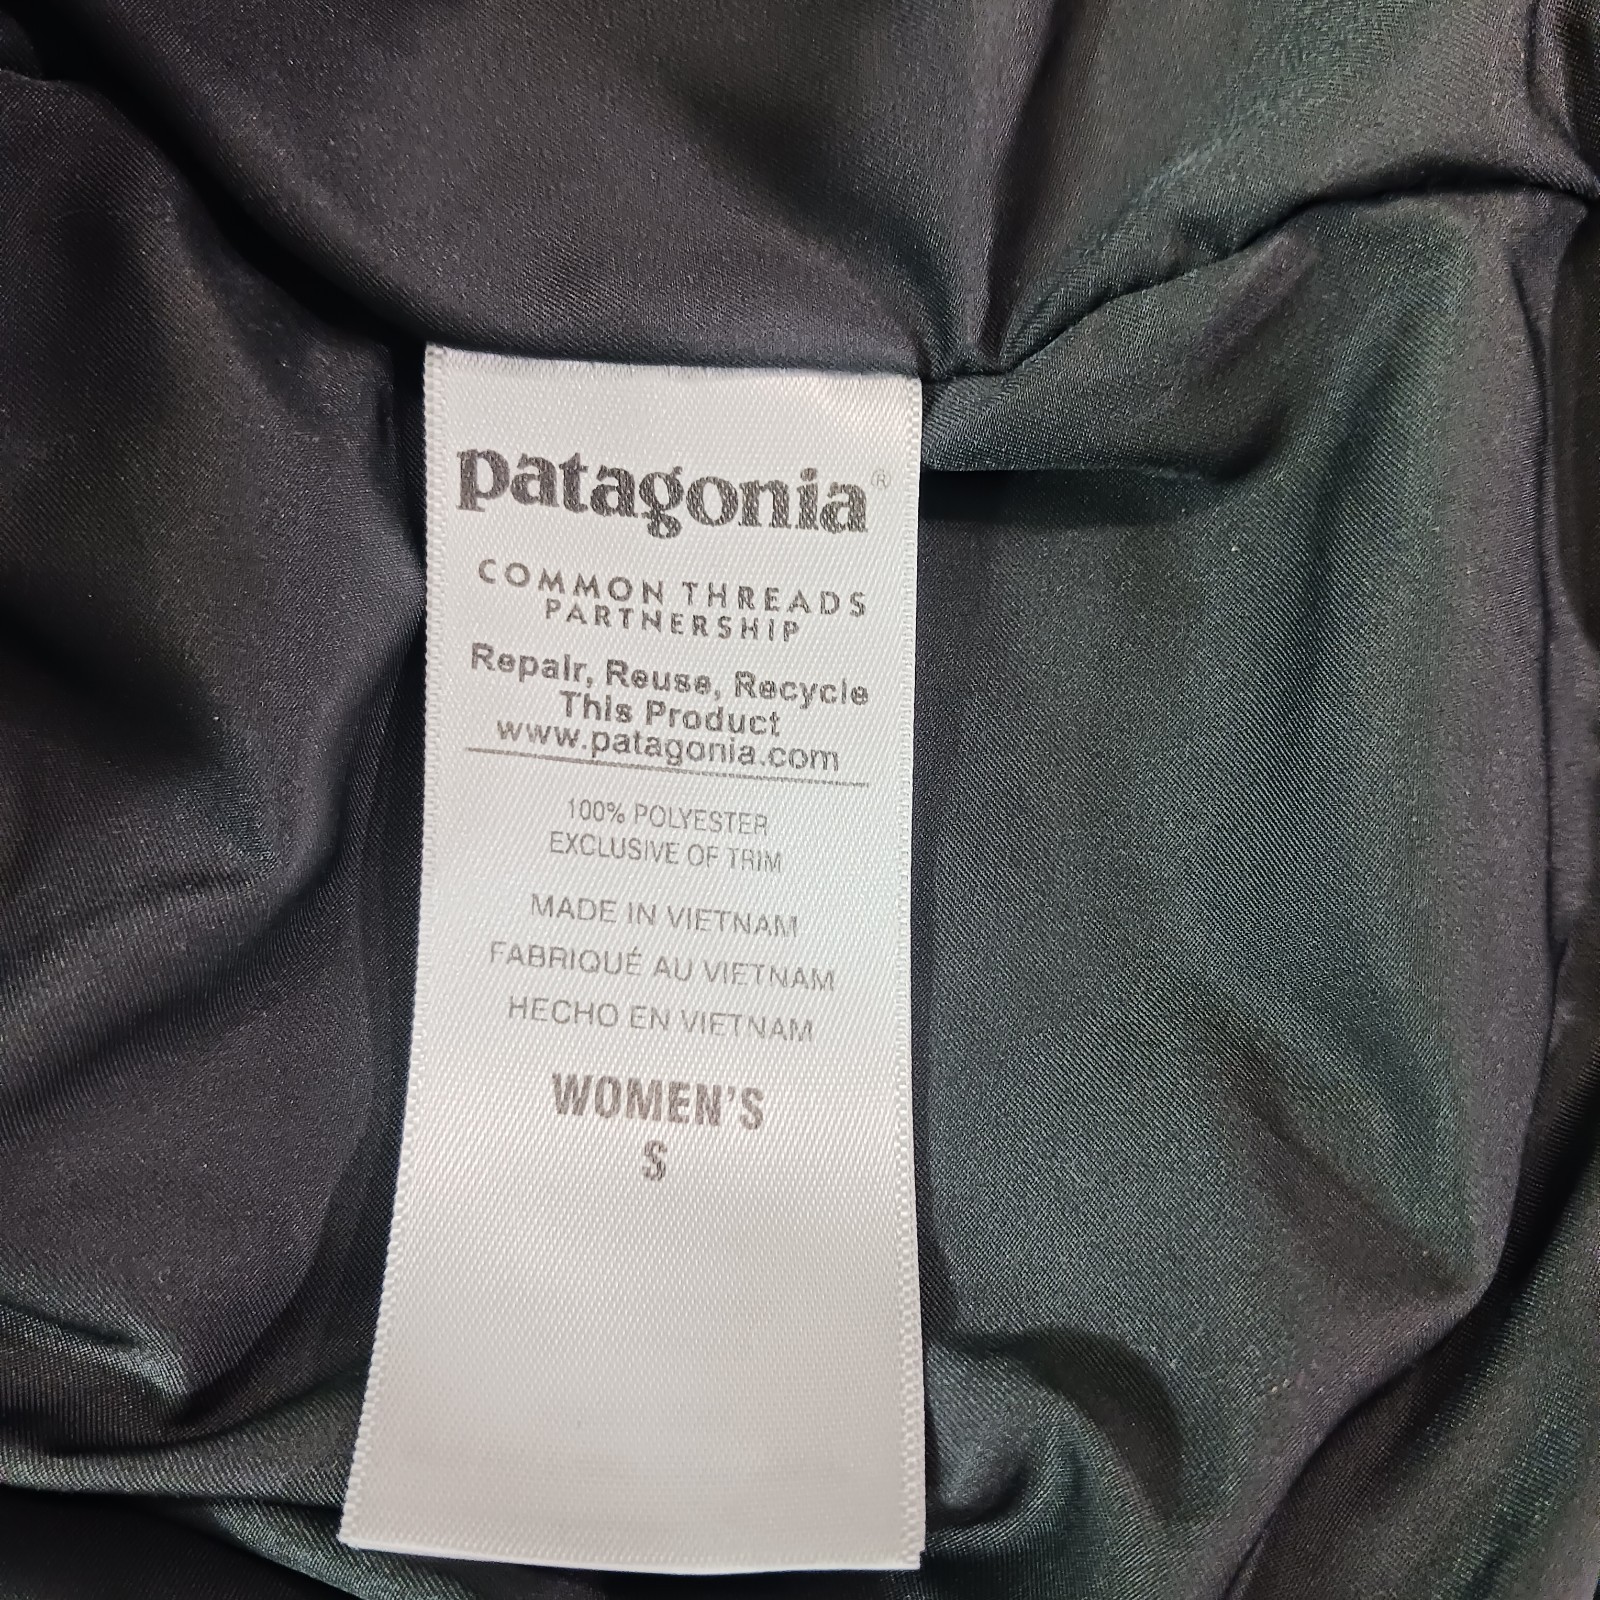 patagonia®
COMMON THREADS
PARTNERSHIP
Repair, Reuse, Recycle
This Product
www.patagonia.com
100% POLYESTER
EXCLUSIVE OF TRIM
MADE IN VIETNAM
FABRIQUÉ AU VIETNAM
HECHO EN VIETNAM
WOMEN'S
S